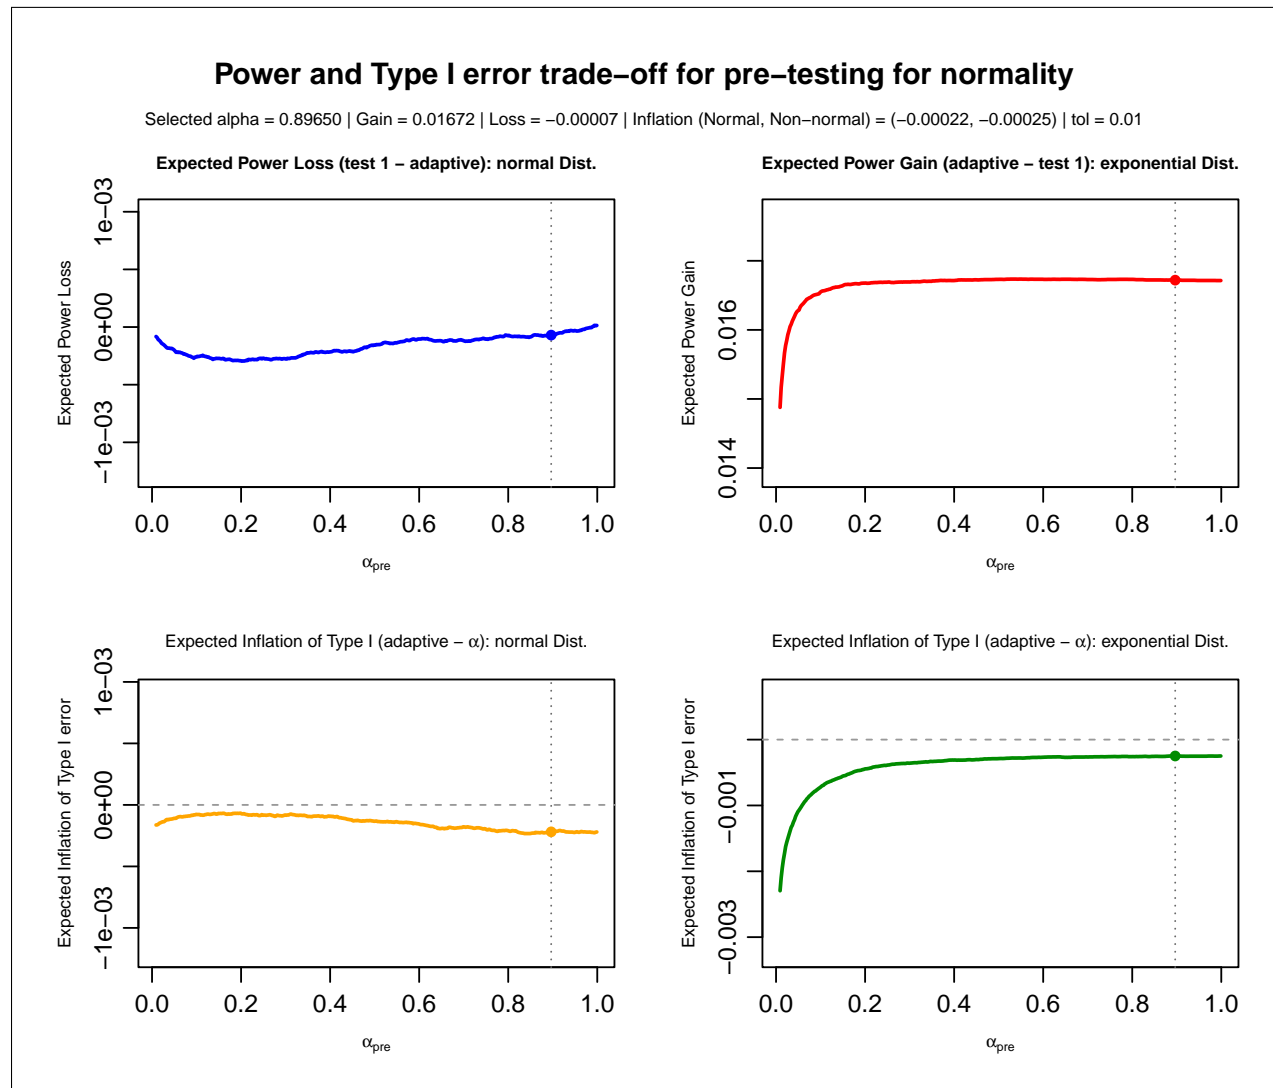 Power and Type I error trade−off for pre−testing for normality
Selected alpha = 0.89650 | Gain = 0.01672 | Loss = −0.00007 | Inflation (Normal, Non−normal) = (−0.00022, −0.00025) | tol = 0.01
Expected Power Loss (test 1 − adaptive): normal Dist.
Expected Power Loss
1e−03
0e+00
−1e−03
0.0 0.2 0.4 0.6 0.8 1.0
αpre
Expected Power Gain (adaptive − test 1): exponential Dist.
Expected Power Gain
0.016
0.014
0.0 0.2 0.4 0.6 0.8 1.0
αpre
Expected Inflation of Type I (adaptive − α): normal Dist.
Expected Inflation of Type I error
1e−03
0e+00
−1e−03
0.0 0.2 0.4 0.6 0.8 1.0
αpre
Expected Inflation of Type I (adaptive − α): exponential Dist.
Expected Inflation of Type I error
−0.001
−0.003
0.0 0.2 0.4 0.6 0.8 1.0
αpre